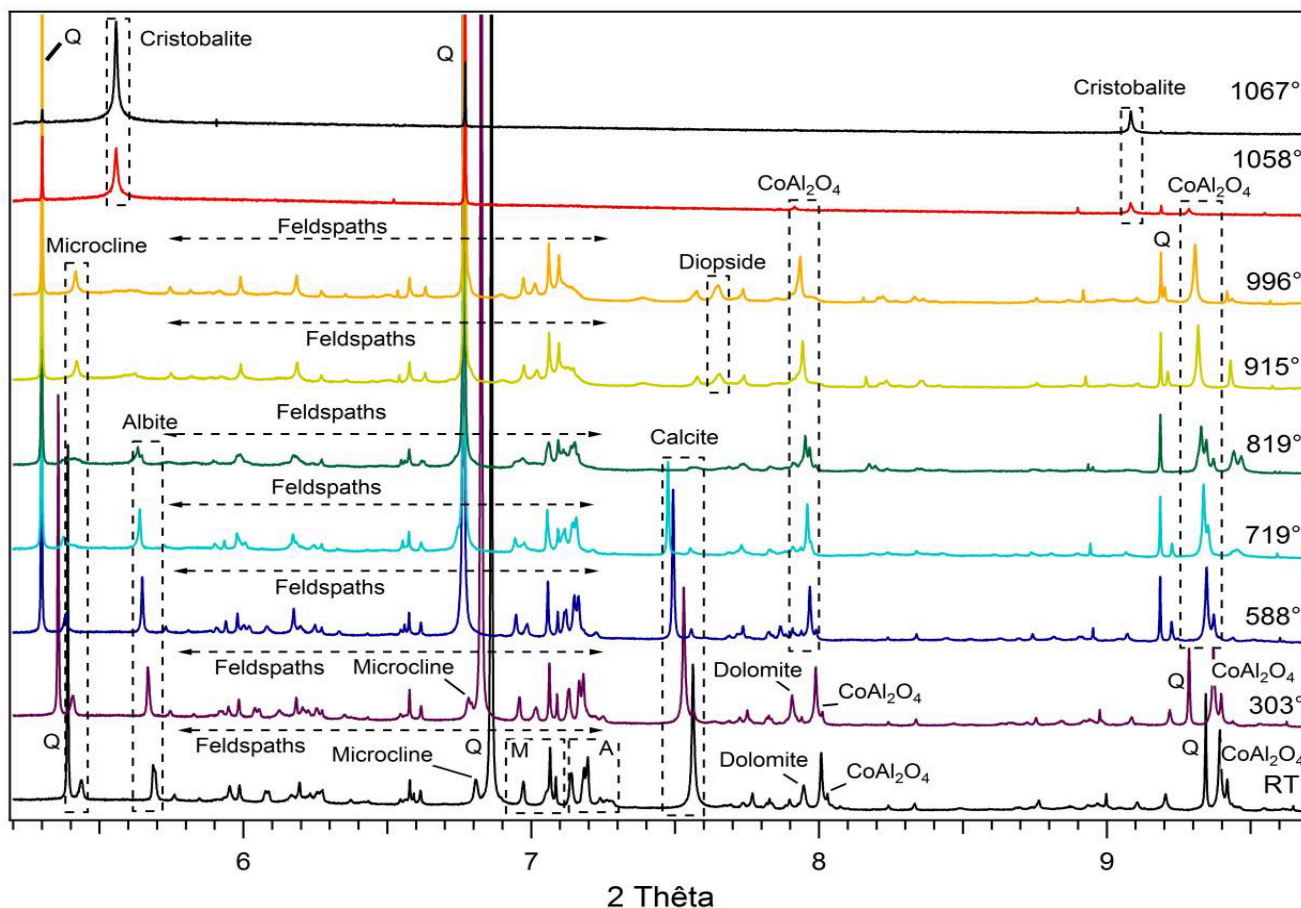 Q
Cristobalite
Q
Cristobalite
1067°
1058°
CoAl₂O₄
CoAl₂O₄
Microcline
Feldspaths
Diopside
Q
996°
Feldspaths
915°
Albite
Feldspaths
Calcite
819°
Feldspaths
719°
Feldspaths
588°
Feldspaths
Microcline
Dolomite
CoAl₂O₄
Q
CoAl₂O₄
303°
Q
Feldspaths
Microcline
Q
M
A
Dolomite
CoAl₂O₄
Q
CoAl₂O₄
RT
6
7
8
9
2 Thêta